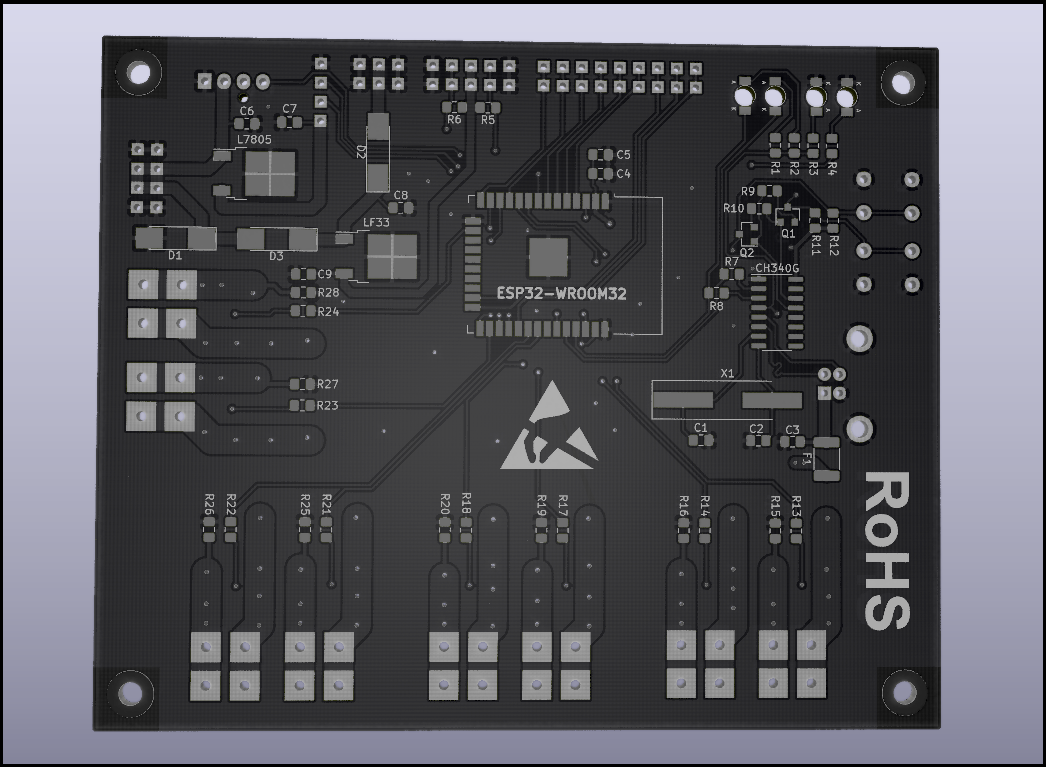 K
K
K
K
A
A
A
A
C6
C7
R6
R5
L7805
D2
C5
C4
R1
R2
R3
R4
R9
R10
C8
LF33
Q1
R11
R12
Q2
D1
D3
R7
CH340G
C9
R28
R24
ESP32-WROOM32
R8
R27
R23
X1
C1
C2
C3
F1
RoHS
R26
R22
R25
R21
R20
R18
R19
R17
R16
R14
R15
R13